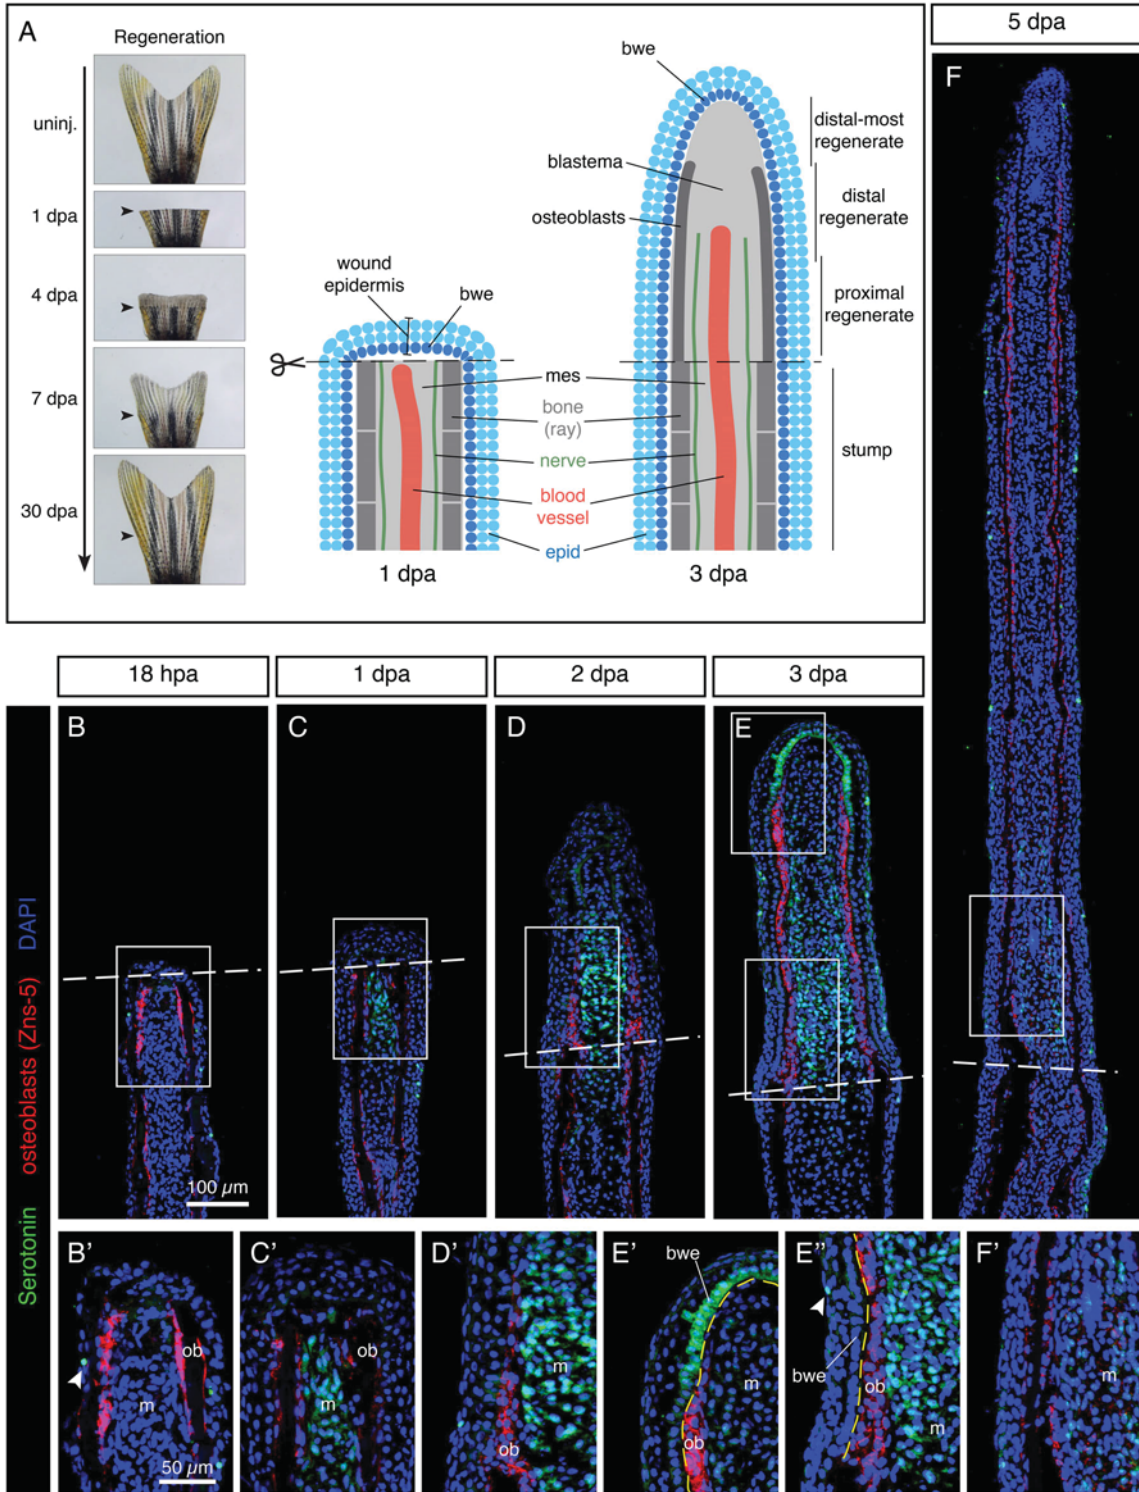 A
Regeneration
uninj.
1 dpa
4 dpa
7 dpa
30 dpa
bwe
distal-most
regenerate
blastema
distal
regenerate
osteoblasts
wound
epidermis
bwe
proximal
regenerate
mes
bone
(ray)
nerve
stump
blood
vessel
epid
1 dpa
3 dpa
5 dpa
F
18 hpa
1 dpa
2 dpa
3 dpa
B
C
D
E
100 µm
Serotonin osteoblasts (Zns-5) DAPI
B'
ob
m
50 µm
C'
ob
m
D'
m
ob
E'
bwe
m
ob
E''
bwe
ob
m
F'
m